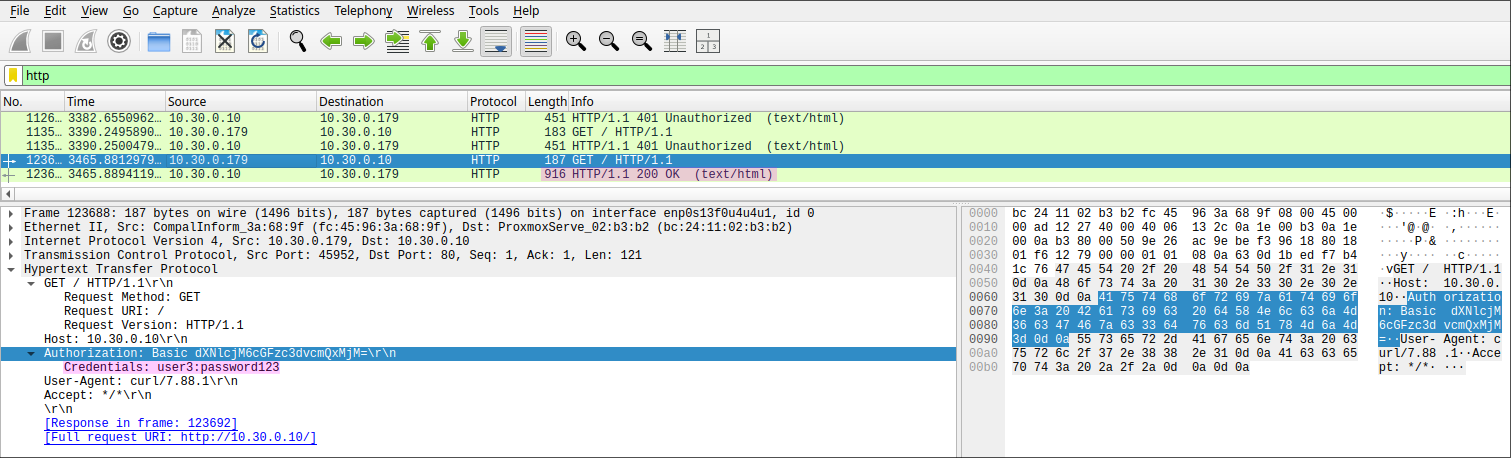 File Edit View Go Capture Analyze Statistics Telephony Wireless Tools Help
http
No. Time Source Destination Protocol Length Info
1126… 3382.6550962… 10.30.0.10 10.30.0.179 HTTP 451 HTTP/1.1 401 Unauthorized (text/html)
1135… 3390.2495890… 10.30.0.179 10.30.0.10 HTTP 183 GET / HTTP/1.1
1135… 3390.2500479… 10.30.0.10 10.30.0.179 HTTP 451 HTTP/1.1 401 Unauthorized (text/html)
1236… 3465.8812979… 10.30.0.179 10.30.0.10 HTTP 187 GET / HTTP/1.1
1236… 3465.8894119… 10.30.0.10 10.30.0.179 HTTP 916 HTTP/1.1 200 OK (text/html)
Frame 123688: 187 bytes on wire (1496 bits), 187 bytes captured (1496 bits) on interface enp0s13f0u4u4u1, id 0
Ethernet II, Src: CompalInform_3a:68:9f (fc:45:96:3a:68:9f), Dst: ProxmoxServe_02:b3:b2 (bc:24:11:02:b3:b2)
Internet Protocol Version 4, Src: 10.30.0.179, Dst: 10.30.0.10
Transmission Control Protocol, Src Port: 45952, Dst Port: 80, Seq: 1, Ack: 1, Len: 121
Hypertext Transfer Protocol
GET / HTTP/1.1\r\n
Request Method: GET
Request URI: /
Request Version: HTTP/1.1
Host: 10.30.0.10\r\n
Authorization: Basic dXNlcjM6cGFzc3dvcmQxMjM=\r\n
Credentials: user3:password123
User-Agent: curl/7.88.1\r\n
Accept: */*\r\n
\r\n
[Response in frame: 123692]
[Full request URI: http://10.30.0.10/]
0000 bc 24 11 02 b3 b2 fc 45 96 3a 68 9f 08 00 45 00 ·$·····E ·:h···E·
0010 00 ad 12 27 40 00 40 06 13 2c 0a 1e 00 b3 0a 1e ···'@·@· ·,······
0020 00 0a b3 80 00 50 9e 26 ac 9e be f3 96 18 80 18 ·····P·& ········
0030 01 f6 12 79 00 00 01 01 08 0a 63 0d 1b ed f7 b4 ···y···· ··c·····
0040 1c 76 47 45 54 20 2f 20 48 54 54 50 2f 31 2e 31 ·vGET / HTTP/1.1
0050 0d 0a 48 6f 73 74 3a 20 31 30 2e 33 30 2e 30 2e ··Host: 10.30.0.
0060 31 30 0d 0a 41 75 74 68 6f 72 69 7a 61 74 69 6f 10··Auth orizatio
0070 6e 3a 20 42 61 73 69 63 20 64 58 4e 6c 63 6a 4d n: Basic dXNlcjM
0080 36 63 47 46 7a 63 33 64 76 63 6d 51 78 4d 6a 4d 6cGFzc3d vcmQxMjM
0090 3d 0d 0a 55 73 65 72 2d 41 67 65 6e 74 3a 20 63 =··User- Agent: c
00a0 75 72 6c 2f 37 2e 38 38 2e 31 0d 0a 41 63 63 65 url/7.88 .1··Acce
00b0 70 74 3a 20 2a 2f 2a 0d 0a 0d 0a pt: */*· ···